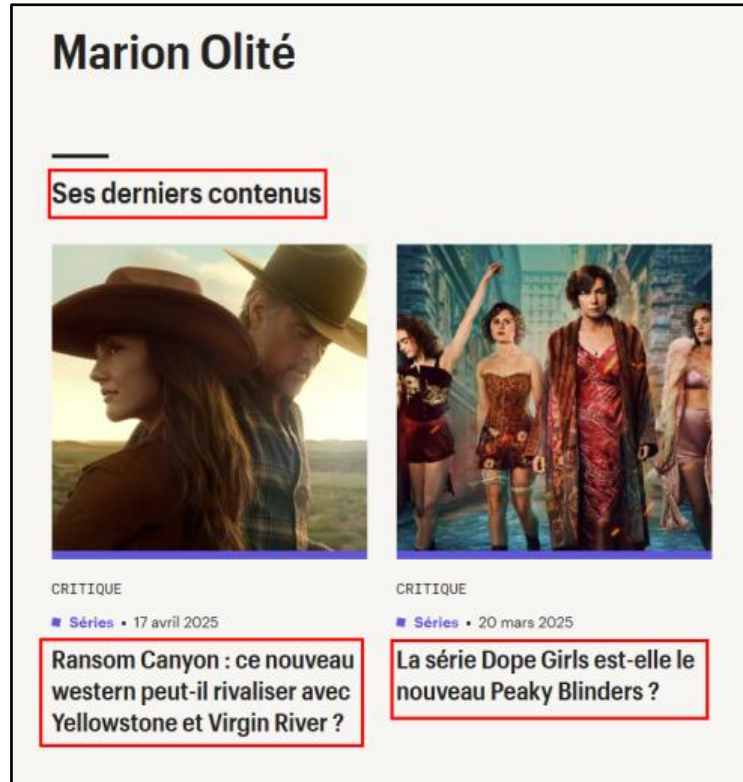 Marion Olité
Ses derniers contenus
CRITIQUE
Séries • 17 avril 2025
Ransom Canyon : ce nouveau
western peut-il rivaliser avec
Yellowstone et Virgin River ?
CRITIQUE
Séries • 20 mars 2025
La série Dope Girls est-elle le
nouveau Peaky Blinders ?